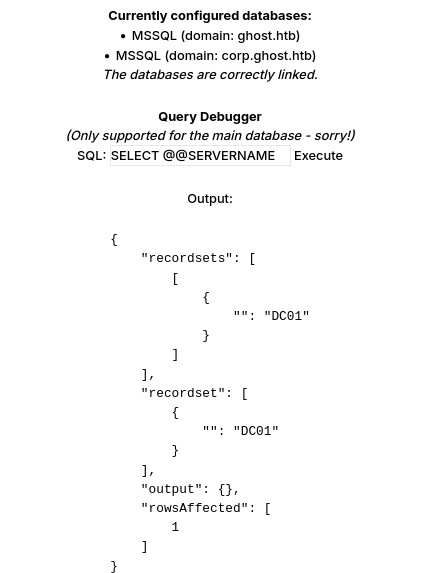 Currently configured databases:
• MSSQL (domain: ghost.htb)
• MSSQL (domain: corp.ghost.htb)
The databases are correctly linked.
Query Debugger
(Only supported for the main database - sorry!)
SQL: SELECT @@SERVERNAME Execute
Output:
{
    "recordsets": [
        [
            {
                "": "DC01"
            }
        ]
    ],
    "recordset": [
        {
            "": "DC01"
        }
    ],
    "output": {},
    "rowsAffected": [
        1
    ]
}